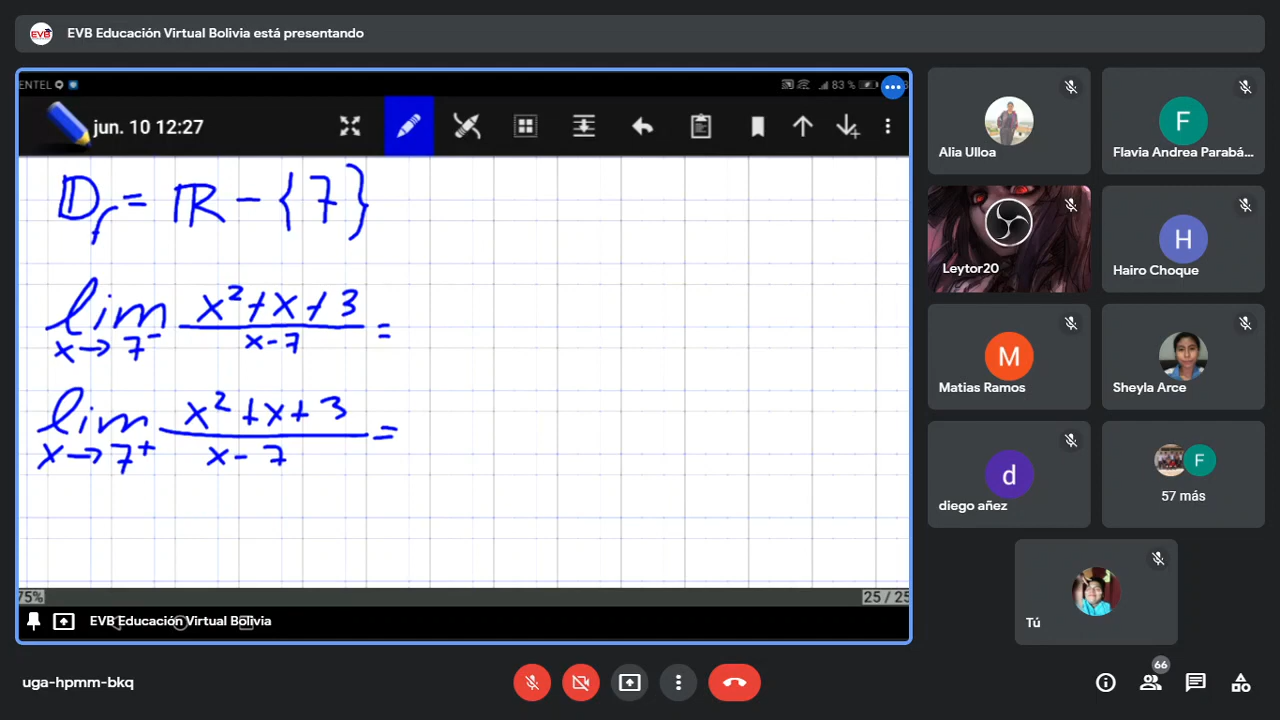 EVB Educación Virtual Bolivia está presentando
ENTEL
83 %
jun. 10 12:27
D_f = ℝ - {7}
lim x→7⁻ (x²+x+3)/(x-7) =
lim x→7⁺ (x²+x+3)/(x-7) =
75%
25 / 25
EVB Educación Virtual Bolivia
Alia Ulloa
F
Flavia Andrea Parabá...
Leytor20
H
Hairo Choque
M
Matias Ramos
Sheyla Arce
d
diego añez
F
57 más
Tú
uga-hpmm-bkq
66